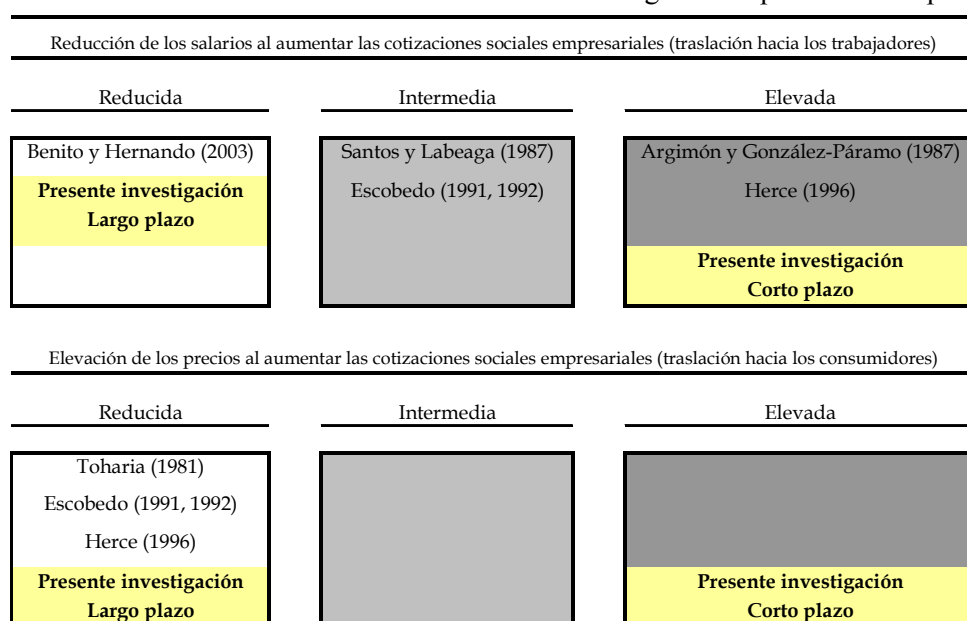 Reducción de los salarios al aumentar las cotizaciones sociales empresariales (traslación hacia los trabajadores)
Reducida
Intermedia
Elevada
Benito y Hernando (2003)
Presente investigación
Largo plazo
Santos y Labeaga (1987)
Escobedo (1991, 1992)
Argimón y González-Páramo (1987)
Herce (1996)
Presente investigación
Corto plazo
Elevación de los precios al aumentar las cotizaciones sociales empresariales (traslación hacia los consumidores)
Reducida
Intermedia
Elevada
Toharia (1981)
Escobedo (1991, 1992)
Herce (1996)
Presente investigación
Largo plazo
Presente investigación
Corto plazo